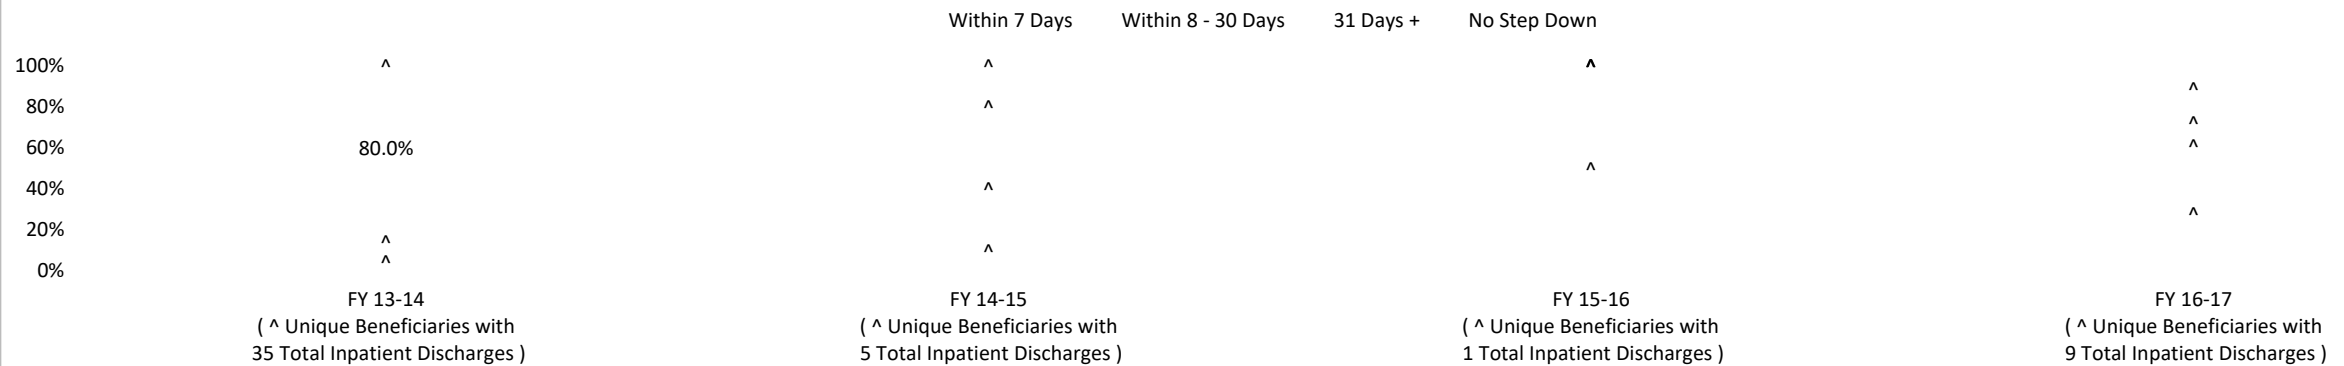 Within 7 Days Within 8 - 30 Days 31 Days + No Step Down
100% ^ ^ ^
^
80% ^
^
60% 80.0% ^
^
40% ^
^
20%
^ ^
^
0%
FY 13-14 FY 14-15 FY 15-16 FY 16-17
( ^ Unique Beneficiaries with ( ^ Unique Beneficiaries with ( ^ Unique Beneficiaries with ( ^ Unique Beneficiaries with
35 Total Inpatient Discharges ) 5 Total Inpatient Discharges ) 1 Total Inpatient Discharges ) 9 Total Inpatient Discharges )